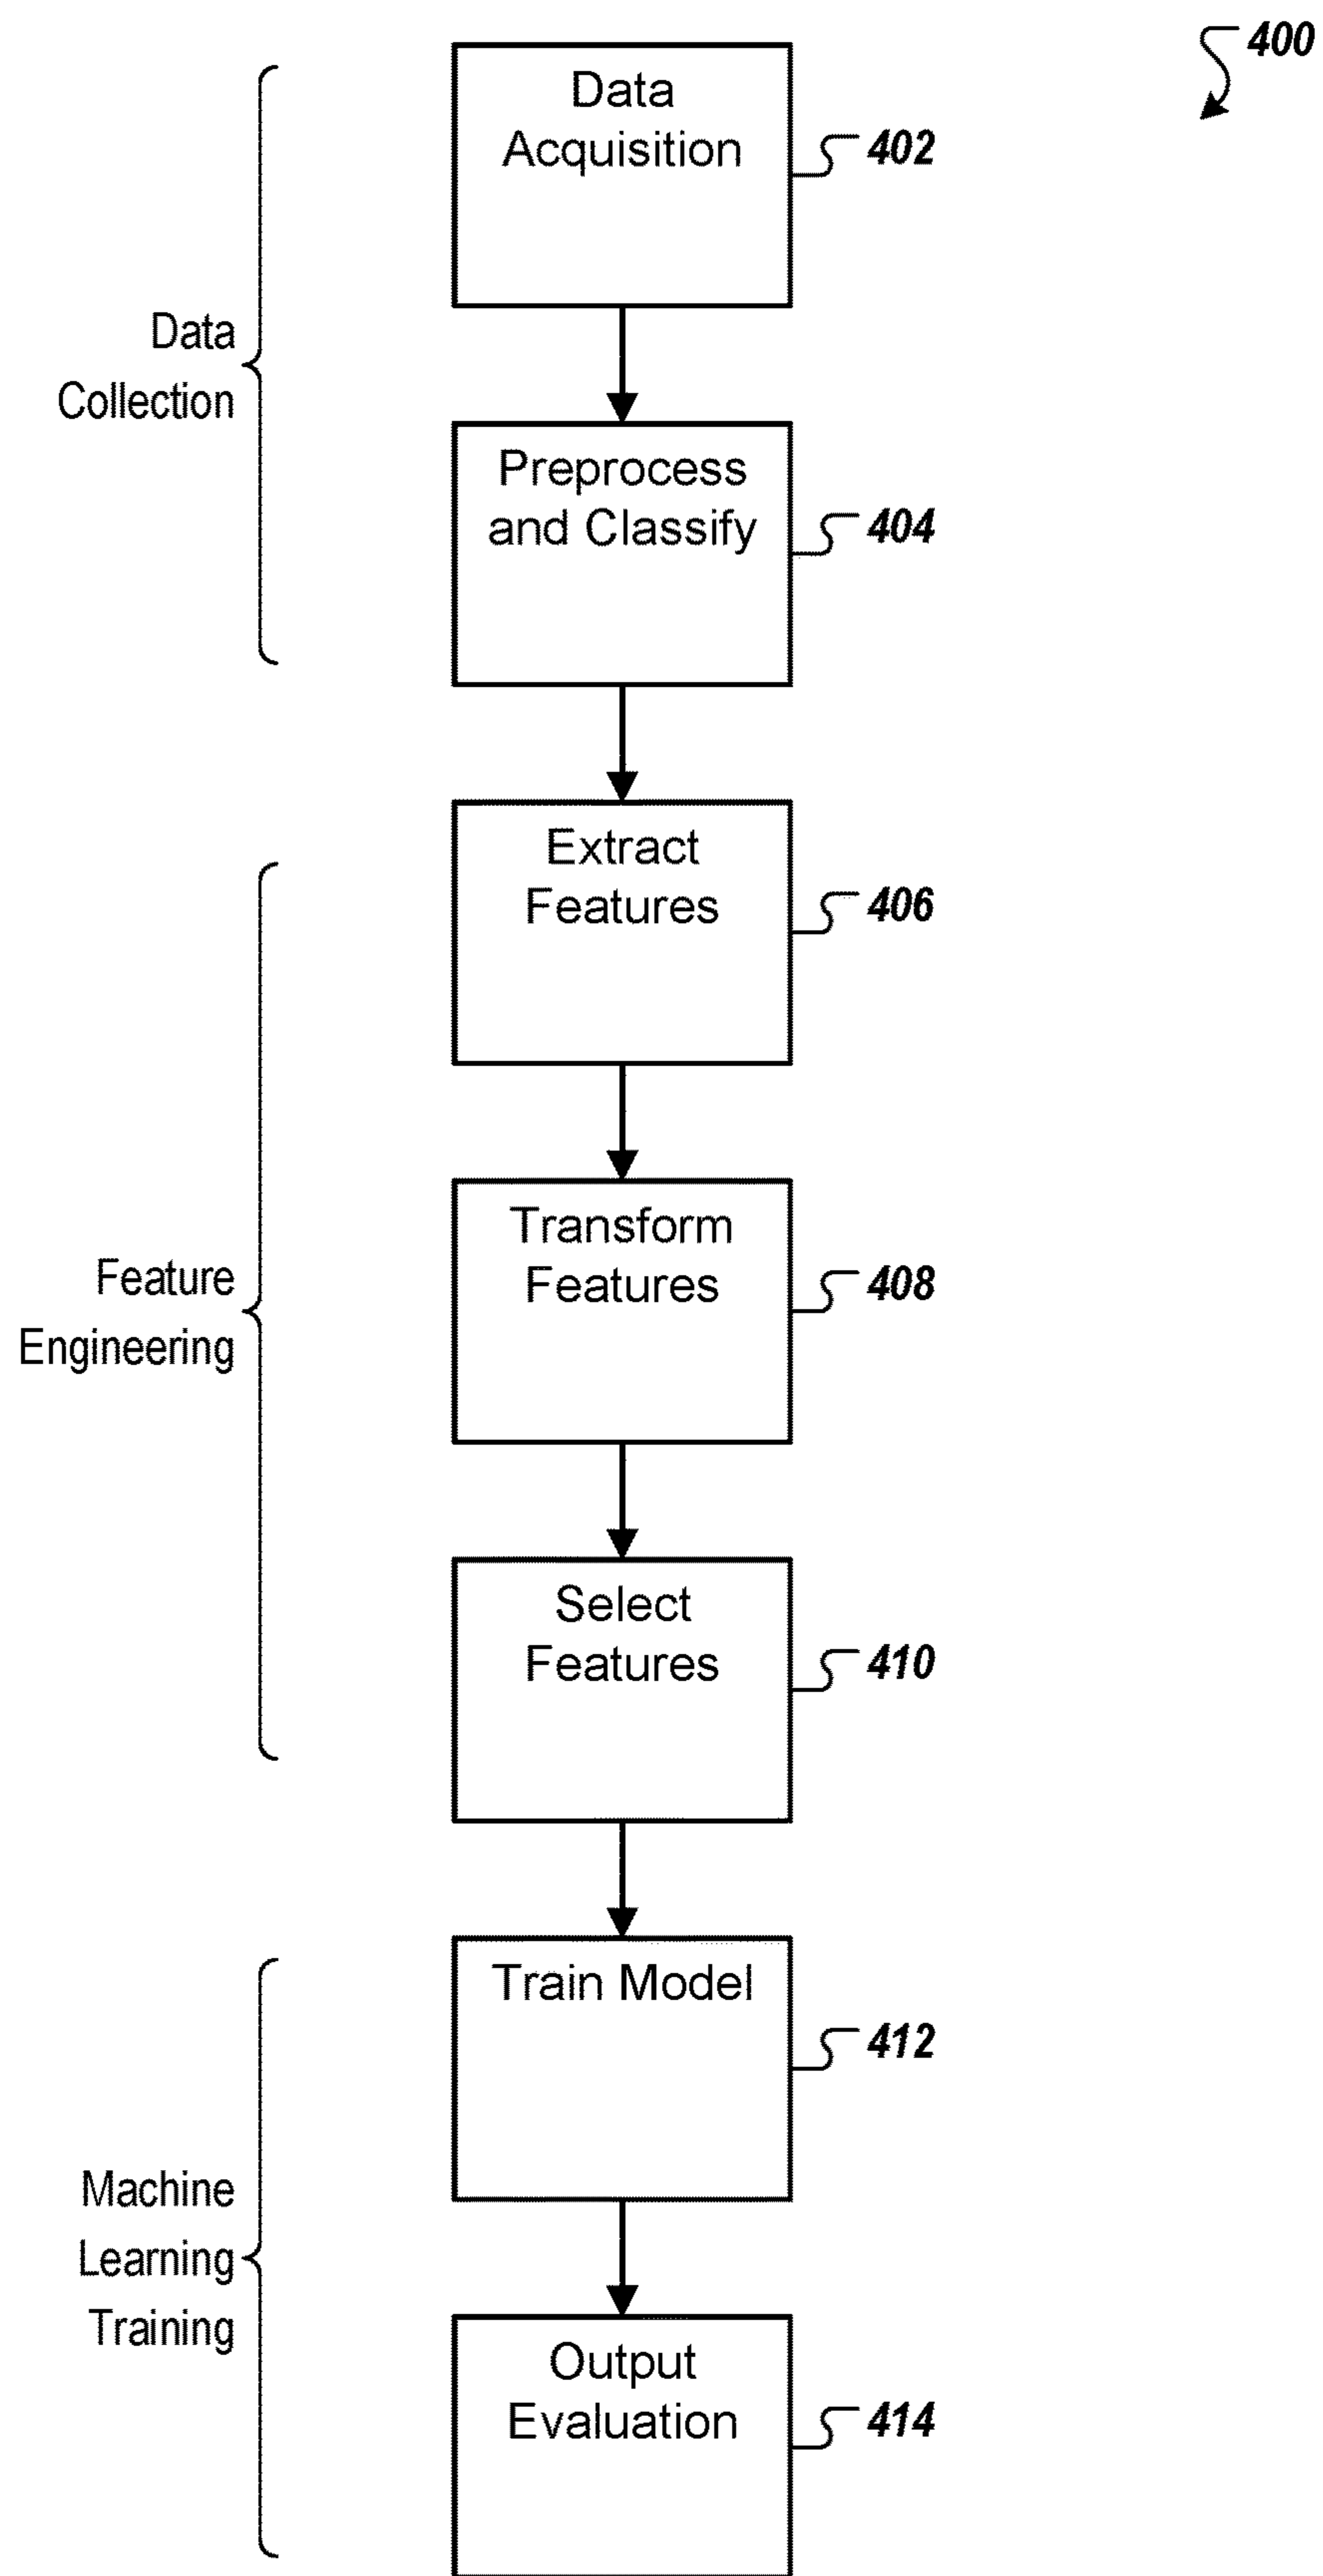 400
Data
Acquisition
402
Data
Collection
Preprocess
and Classify
404
Extract
Features
406
Transform
Features
408
Feature
Engineering
Select
Features
410
Train Model
412
Machine
Learning
Training
Output
Evaluation
414